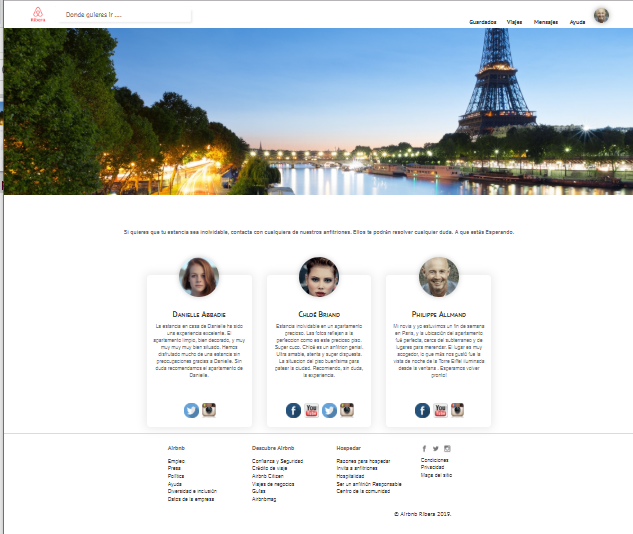 Donde quieres ir .....
Ribera
Guardados Viajes Mensajes Ayuda
Si quieres que tu estancia sea inolvidable, contacta con cualquiera de nuestros anfitriones. Ellos te podrán resolver cualquier duda. A que estás Esperando.
Danielle Abbadie
La estancia en casa de Danielle ha sido
una experiencia excelente. El
apartamento limpio, bien decorado, y muy
muy muy muy bien situado. Hemos
disfrutado mucho de una estancia sin
preocupaciones gracias a Danielle. Sin
duda recomendamos el apartamento de
Danielle.
Chloé Briand
Estancia inolvidable en un apartamento
precioso. Las fotos reflejan a la
perfección como es este precioso piso.
Super cuco. Chloé es un anfitrion genial.
Ultra amable, atenta y super dispuesta.
La situacion del piso buenísima para
patear la ciudad. Recomiendo, sin duda,
la experiencia.
Philippe Allmand
Mi novia y yo estuvimos un fin de semana
en París, y la ubicación del apartamento
fué perfecta, cerca del subterraneo y de
lugares para merendar. El lugar es muy
acogedor, lo que más nos gustó fue la
vista de noche de la Torre Eiffel iluminada
desde la ventana . Esperamos volver
pronto!
You
Tube
You
Tube
Airbnb
Empleo
Press
Política
Ayuda
Diversidad e inclusión
Datos de la empresa
Descubre Airbnb
Confianza y Seguridad
Crédito de viaje
Airbnb Citizen
Viajes de negocios
Guías
Airbnbmag
Hospedar
Razones para hospedar
Invita a anfitriones
Hospitalidad
Ser un anfitrión Responsable
Centro de la comunidad
Condiciones
Privacidad
Mapa del sitio
© Airbnb Ribera 2019.